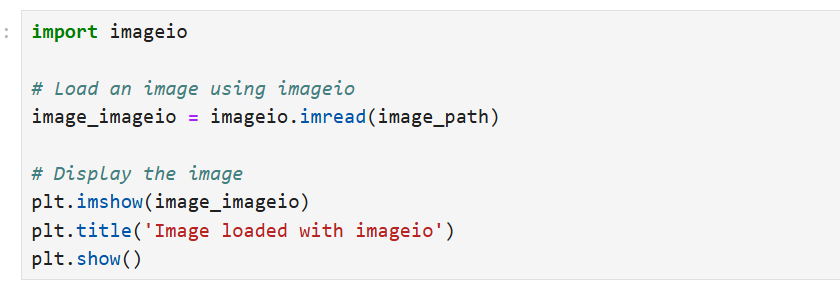 :
import imageio
# Load an image using imageio
image_imageio = imageio.imread(image_path)
# Display the image
plt.imshow(image_imageio)
plt.title('Image loaded with imageio')
plt.show()